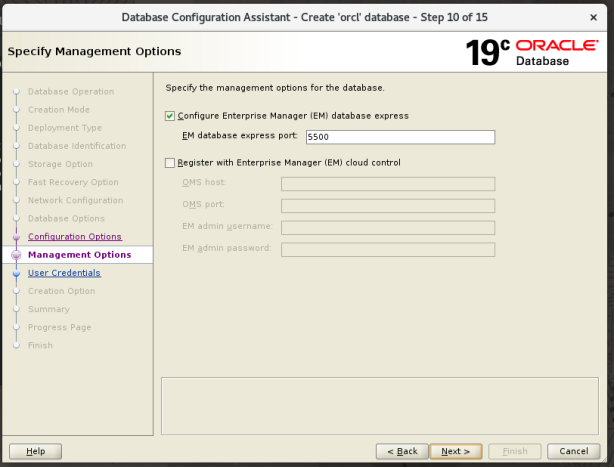 Database Configuration Assistant - Create 'orcl' database - Step 10 of 15
×
Specify Management Options
19c ORACLE
Database
Database Operation
Creation Mode
Deployment Type
Database Identification
Storage Option
Fast Recovery Option
Network Configuration
Database Options
Configuration Options
Management Options
User Credentials
Creation Option
Summary
Progress Page
Finish
Specify the management options for the database.
Configure Enterprise Manager (EM) database express
EM database express port: 5500
Register with Enterprise Manager (EM) cloud control
OMS host:
OMS port:
EM admin username:
EM admin password:
Help
< Back
Next >
Finish
Cancel